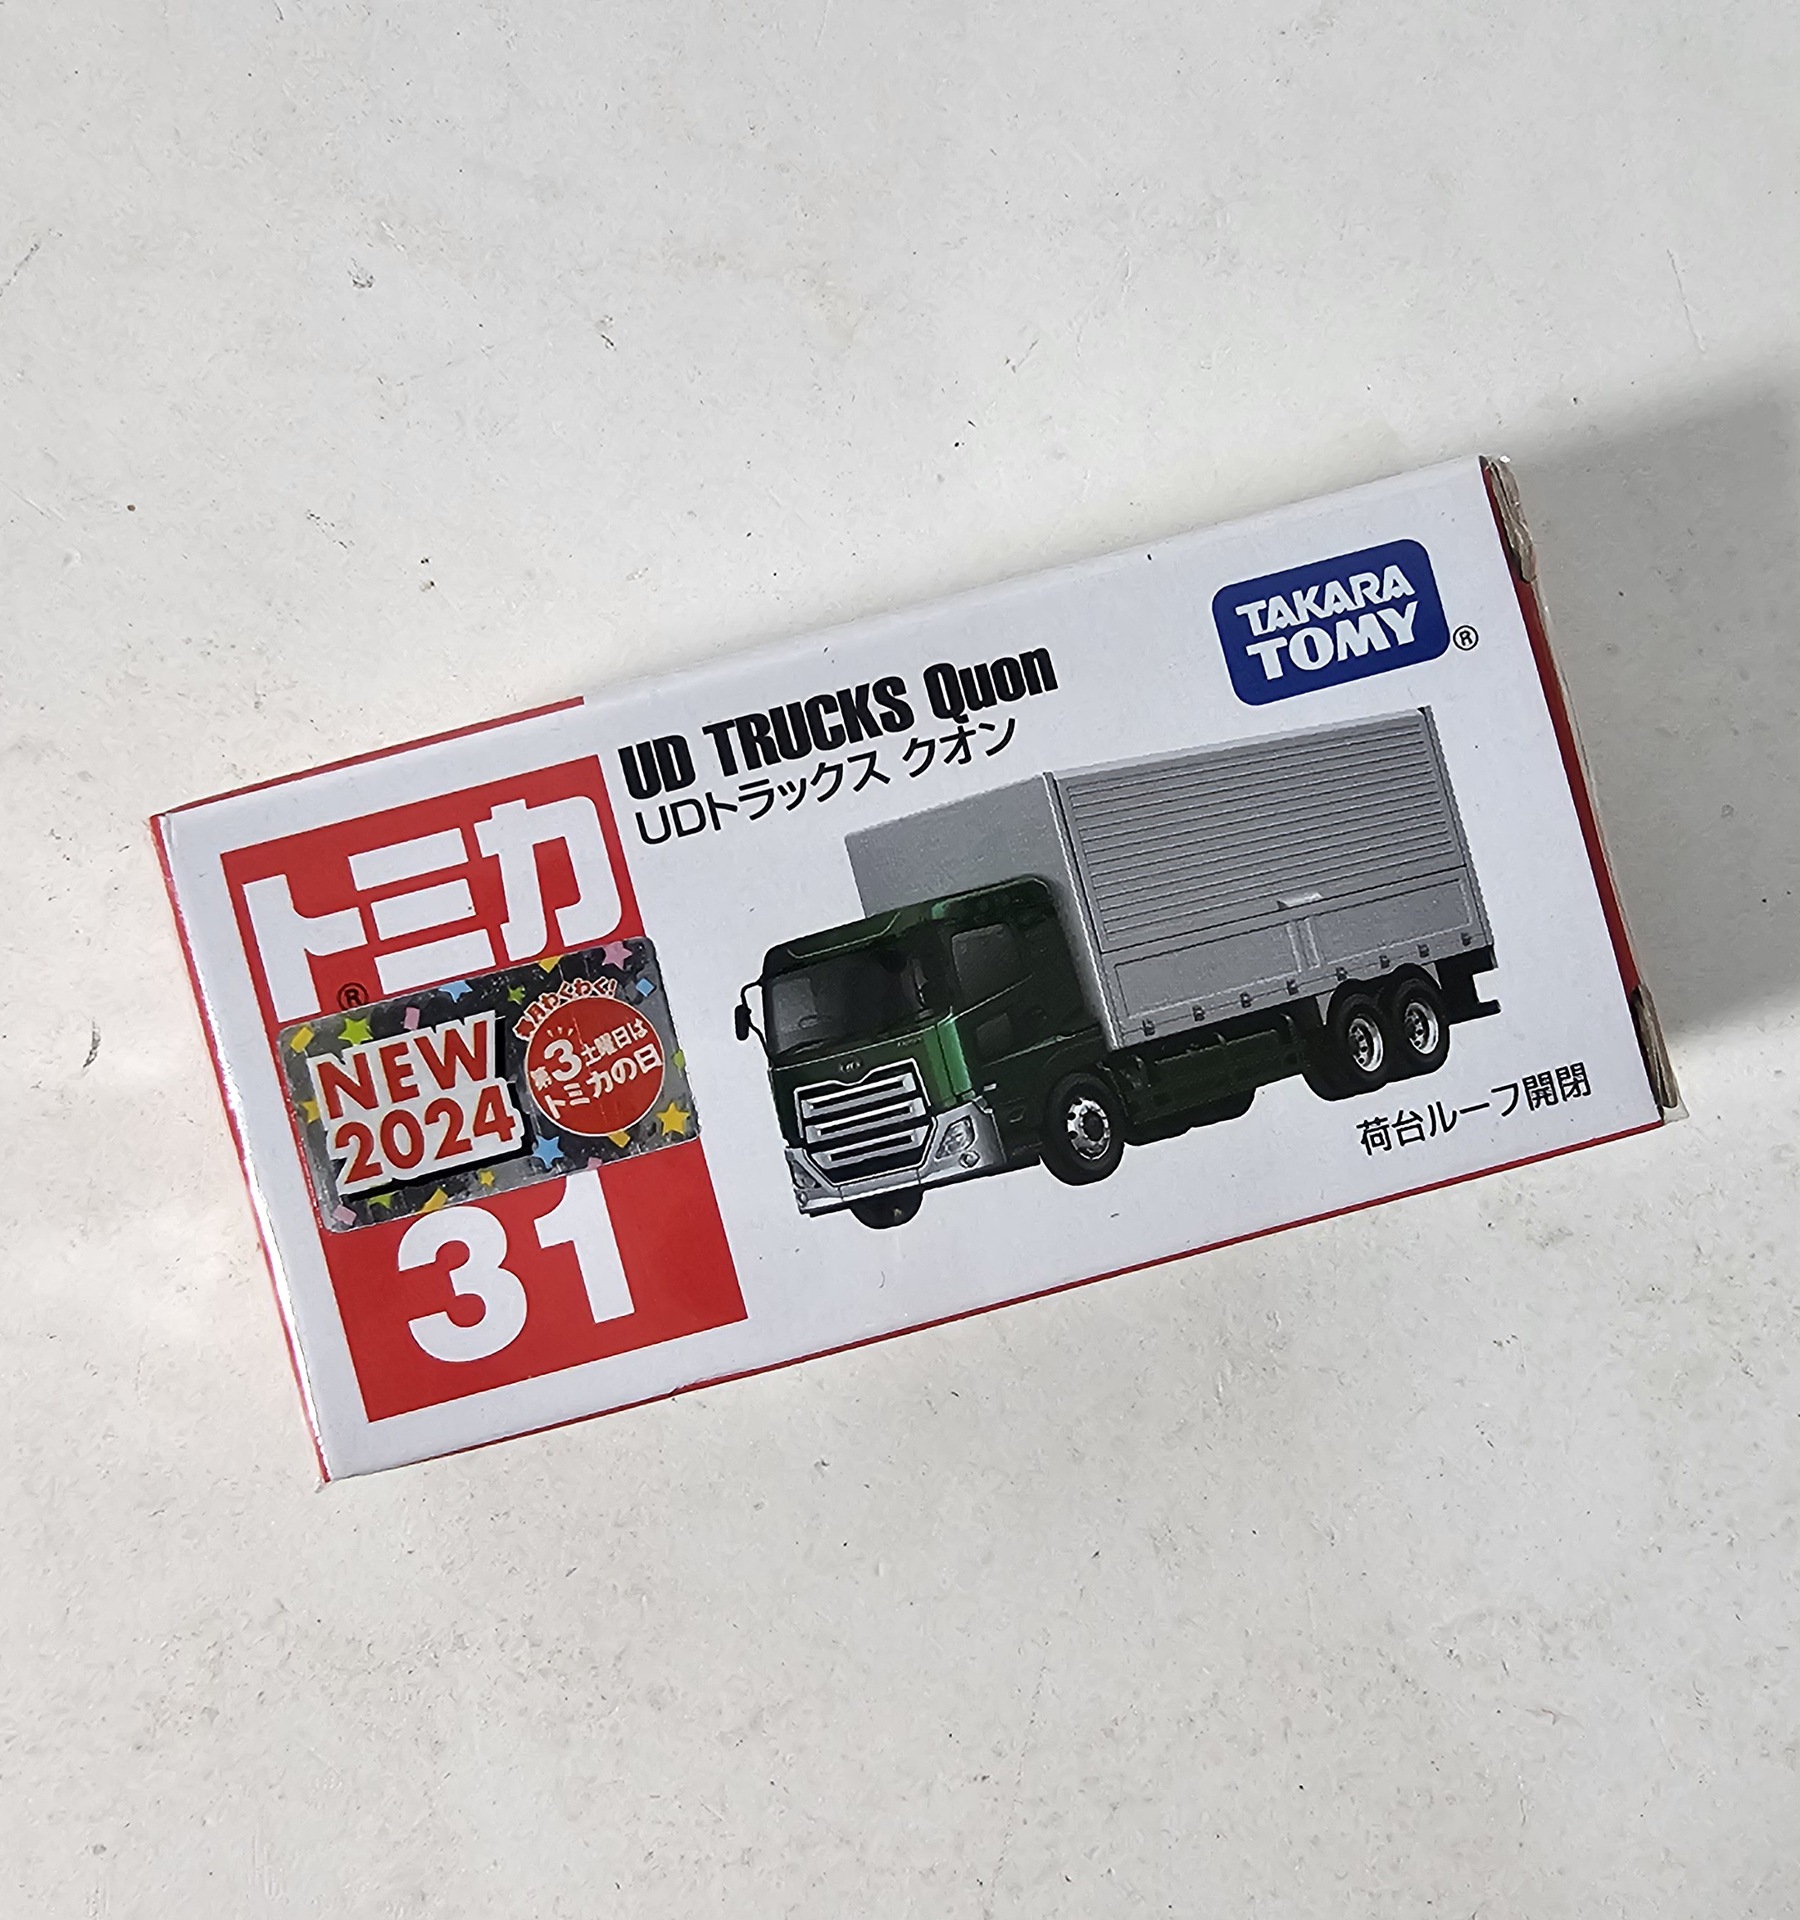 UD TRUCKS Quon
UDトラックス クオン
TAKARA
TOMY®
トミカ
®
NEW
2024
毎月わくわく!
第3土曜日は
トミカの日
31
荷台ルーフ開閉